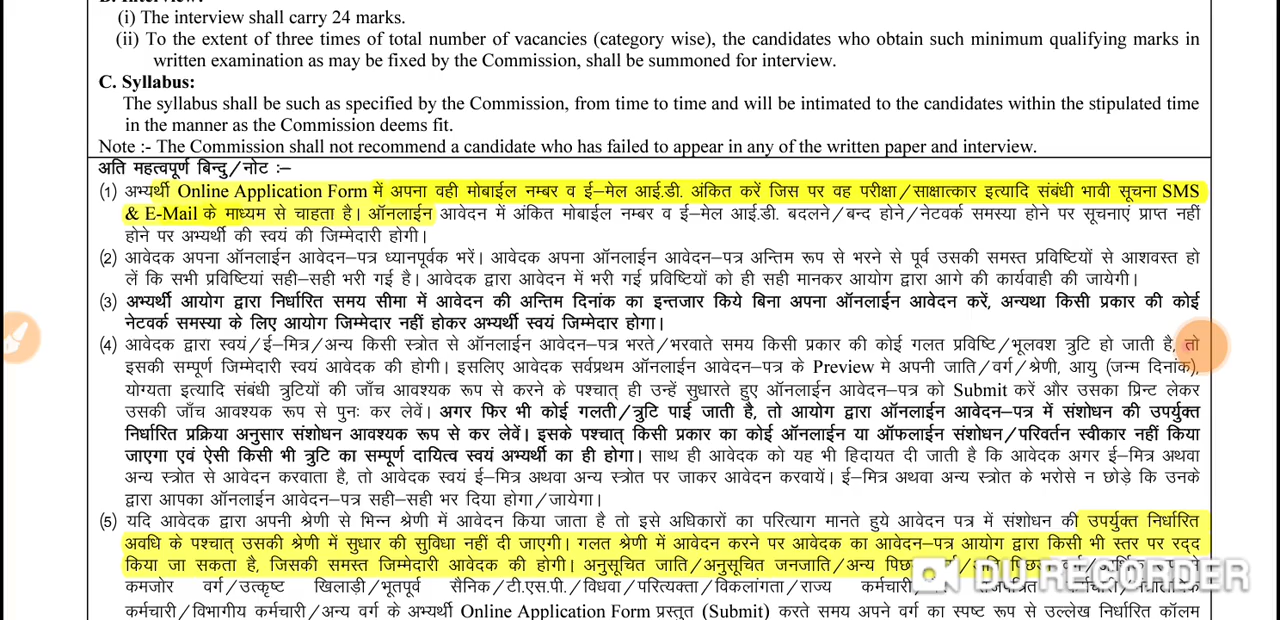 B. Interview:
(i) The interview shall carry 24 marks.
(ii) To the extent of three times of total number of vacancies (category wise), the candidates who obtain such minimum qualifying marks in
written examination as may be fixed by the Commission, shall be summoned for interview.
C. Syllabus:
The syllabus shall be such as specified by the Commission, from time to time and will be intimated to the candidates within the stipulated time
in the manner as the Commission deems fit.
Note :- The Commission shall not recommend a candidate who has failed to appear in any of the written paper and interview.
अति महत्वपूर्ण बिन्दु/नोट :–
(1) अभ्यर्थी Online Application Form में अपना वही मोबाईल नम्बर व ई–मेल आई.डी. अंकित करें जिस पर वह परीक्षा/साक्षात्कार इत्यादि संबंधी भावी सूचना SMS
& E-Mail के माध्यम से चाहता है। ऑनलाईन आवेदन में अंकित मोबाईल नम्बर व ई–मेल आई.डी. बदलने/बन्द होने/नेटवर्क समस्या होने पर सूचनाएं प्राप्त नहीं
होने पर अभ्यर्थी की स्वयं की जिम्मेदारी होगी।
(2) आवेदक अपना ऑनलाईन आवेदन–पत्र ध्यानपूर्वक भरें। आवेदक अपना ऑनलाईन आवेदन–पत्र अन्तिम रूप से भरने से पूर्व उसकी समस्त प्रविष्टियों से आशवस्त हो
लें कि सभी प्रविष्टियां सही–सही भरी गई है। आवेदक द्वारा आवेदन में भरी गई प्रविष्टियों को ही सही मानकर आयोग द्वारा आगे की कार्यवाही की जायेगी।
(3) अभ्यर्थी आयोग द्वारा निर्धारित समय सीमा में आवेदन की अन्तिम दिनांक का इन्तजार किये बिना अपना ऑनलाईन आवेदन करें, अन्यथा किसी प्रकार की कोई
नेटवर्क समस्या के लिए आयोग जिम्मेदार नहीं होकर अभ्यर्थी स्वयं जिम्मेदार होगा।
(4) आवेदक द्वारा स्वयं/ई–मित्र/अन्य किसी स्त्रोत से ऑनलाईन आवेदन–पत्र भरते/भरवाते समय किसी प्रकार की कोई गलत प्रविष्टि/भूलवश त्रुटि हो जाती है, तो
इसकी सम्पूर्ण जिम्मेदारी स्वयं आवेदक की होगी। इसलिए आवेदक सर्वप्रथम ऑनलाईन आवेदन–पत्र के Preview मे अपनी जाति/वर्ग/श्रेणी, आयु (जन्म दिनांक),
योग्यता इत्यादि संबंधी त्रुटियों की जाँच आवश्यक रूप से करने के पश्चात् ही उन्हें सुधारते हुए ऑनलाईन आवेदन–पत्र को Submit करें और उसका प्रिन्ट लेकर
उसकी जाँच आवश्यक रूप से पुनः कर लेवें। अगर फिर भी कोई गलती/त्रुटि पाई जाती है, तो आयोग द्वारा ऑनलाईन आवेदन–पत्र में संशोधन की उपर्युक्त
निर्धारित प्रक्रिया अनुसार संशोधन आवश्यक रूप से कर लेवें। इसके पश्चात् किसी प्रकार का कोई ऑनलाईन या ऑफलाईन संशोधन/परिवर्तन स्वीकार नहीं किया
जाएगा एवं ऐसी किसी भी त्रुटि का सम्पूर्ण दायित्व स्वयं अभ्यर्थी का ही होगा। साथ ही आवेदक को यह भी हिदायत दी जाती है कि आवेदक अगर ई–मित्र अथवा
अन्य स्त्रोत से आवेदन करवाता है, तो आवेदक स्वयं ई–मित्र अथवा अन्य स्त्रोत पर जाकर आवेदन करवायें। ई–मित्र अथवा अन्य स्त्रोत के भरोसे न छोड़े कि उनके
द्वारा आपका ऑनलाईन आवेदन–पत्र सही–सही भर दिया होगा/जायेगा।
(5) यदि आवेदक द्वारा अपनी श्रेणी से भिन्न श्रेणी में आवेदन किया जाता है तो इसे अधिकारों का परित्याग मानते हुये आवेदन पत्र में संशोधन की उपर्युक्त निर्धारित
अवधि के पश्चात् उसकी श्रेणी में सुधार की सुविधा नहीं दी जाएगी। गलत श्रेणी में आवेदन करने पर आवेदक का आवेदन–पत्र आयोग द्वारा किसी भी स्तर पर रद्द
किया जा सकता है, जिसकी समस्त जिम्मेदारी आवेदक की होगी। अनुसूचित जाति/अनुसूचित जनजाति/अन्य
कमजोर वर्ग/उत्कृष्ट खिलाड़ी/भूतपूर्व सैनिक/टी.एस.पी./विधवा/परित्यक्ता/विकलांगता/राज्य
कर्मचारी/विभागीय कर्मचारी/अन्य वर्ग के अभ्यर्थी Online Application Form प्रस्तुत (Submit) करते समय अपने वर्ग का स्पष्ट रूप से उल्लेख निर्धारित कॉलम
DU RECORDER